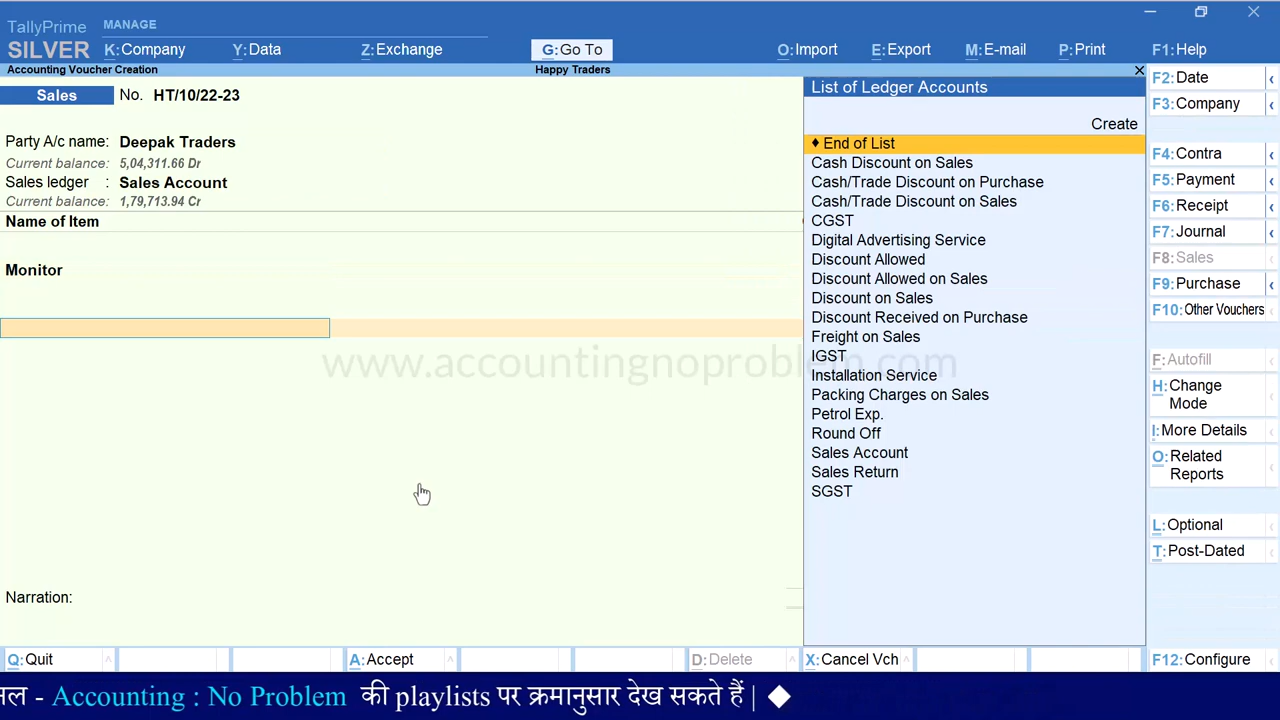 TallyPrime
SILVER
MANAGE
K:Company
Y:Data
Z:Exchange
G:Go To
O:Import
E:Export
M:E-mail
P:Print
F1:Help
Accounting Voucher Creation
Happy Traders
Sales
No. HT/10/22-23
Party A/c name: Deepak Traders
Current balance: 5,04,311.66 Dr
Sales ledger : Sales Account
Current balance: 1,79,713.94 Cr
Name of Item
Monitor
Narration:
List of Ledger Accounts
Create
♦ End of List
Cash Discount on Sales
Cash/Trade Discount on Purchase
Cash/Trade Discount on Sales
CGST
Digital Advertising Service
Discount Allowed
Discount Allowed on Sales
Discount on Sales
Discount Received on Purchase
Freight on Sales
IGST
Installation Service
Packing Charges on Sales
Petrol Exp.
Round Off
Sales Account
Sales Return
SGST
www.accountingnoproblem.com
F2:Date
F3:Company
F4:Contra
F5:Payment
F6:Receipt
F7:Journal
F8:Sales
F9:Purchase
F10:Other Vouchers
F:Autofill
H:Change
Mode
I:More Details
O:Related
Reports
L:Optional
T:Post-Dated
F12:Configure
Q:Quit
A:Accept
D:Delete
X:Cancel Vch
- Accounting : No Problem की playlists पर क्रमानुसार देख सकते हैं | ◆